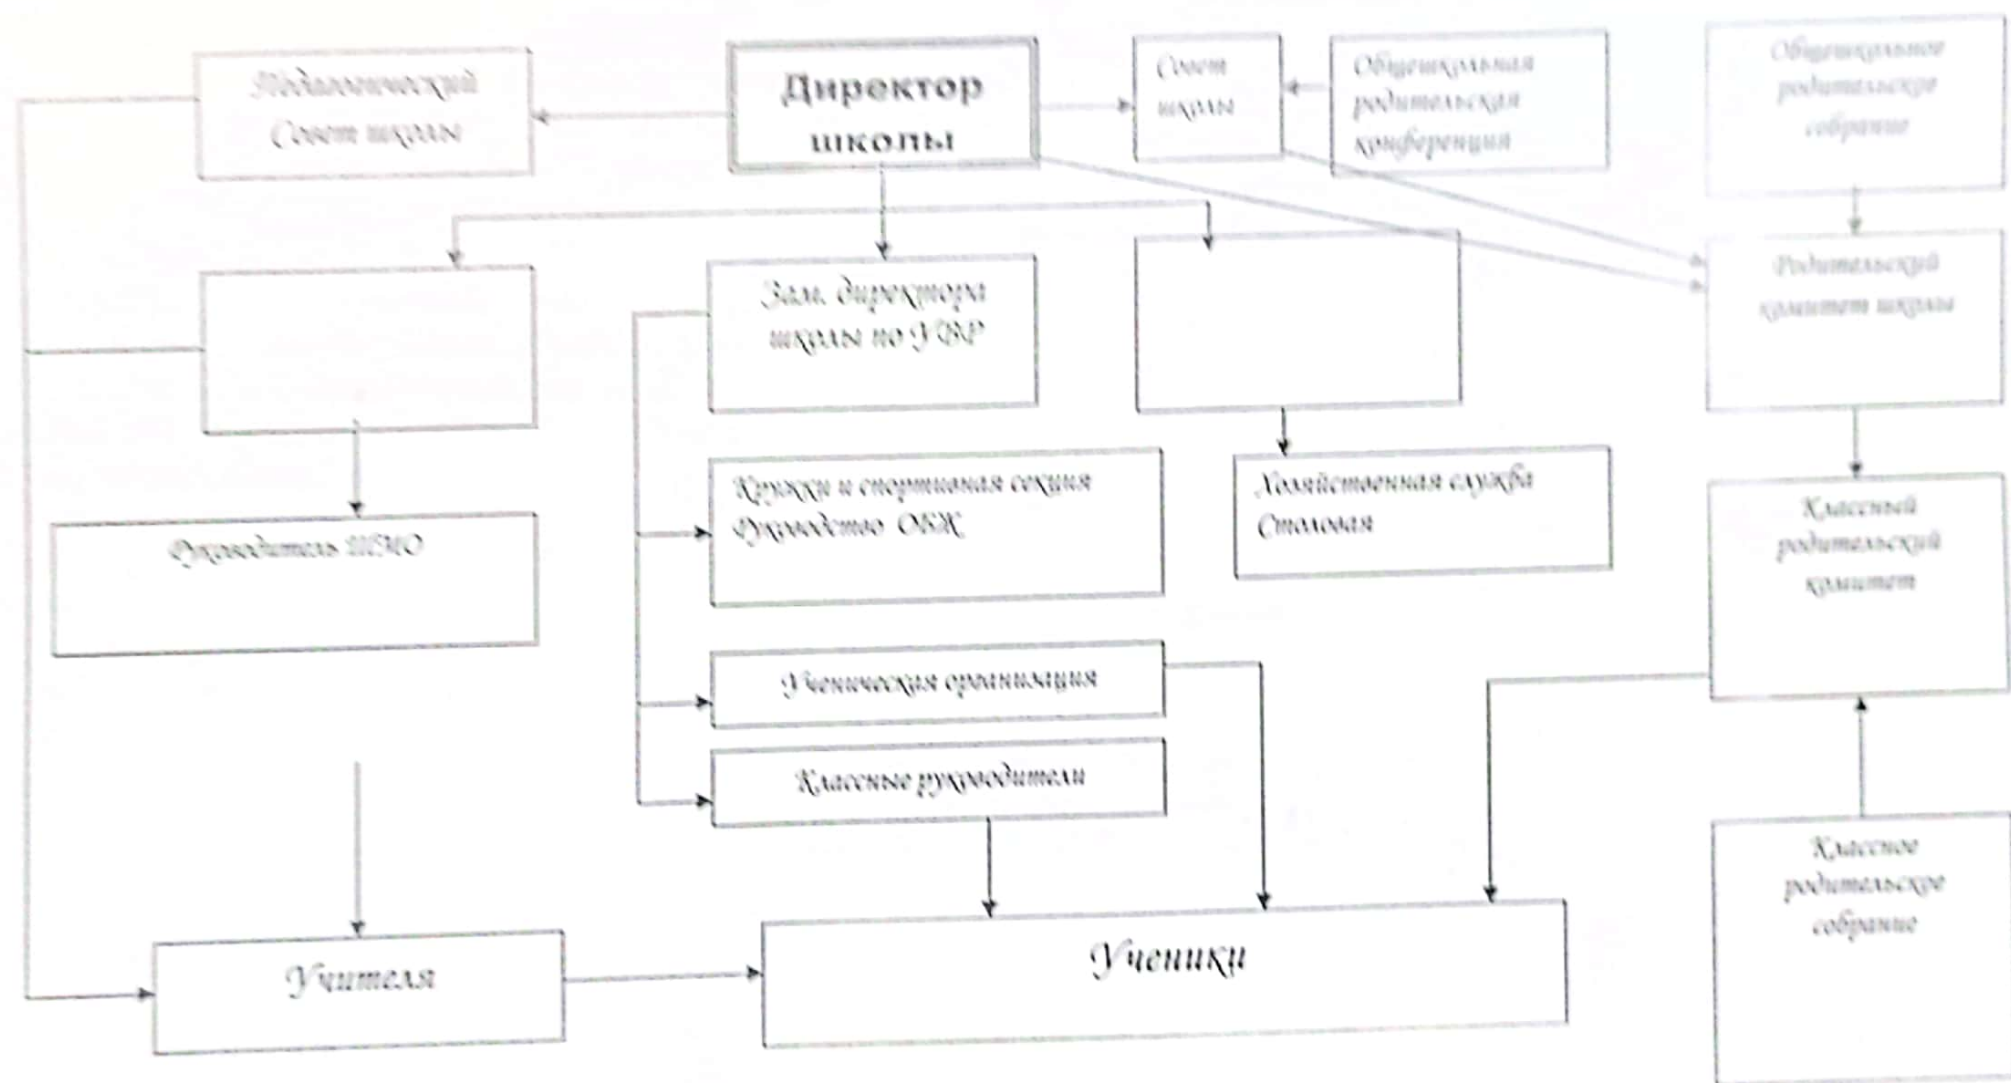 Педагогический
Совет школы
Директор
школы
Совет
школы
Общешкольная
родительская
конференция
Общешкольное
родительское
собрание
Зам. директора
школы по УВР
Родительский
комитет школы
Кружки и спортивная секция
Руководство ОБЖ
Хозяйственная служба
Столовая
Классный
родительский
комитет
Руководитель ШМО
Ученическая организация
Классные руководители
Классное
родительское
собрание
Учителя
Ученики